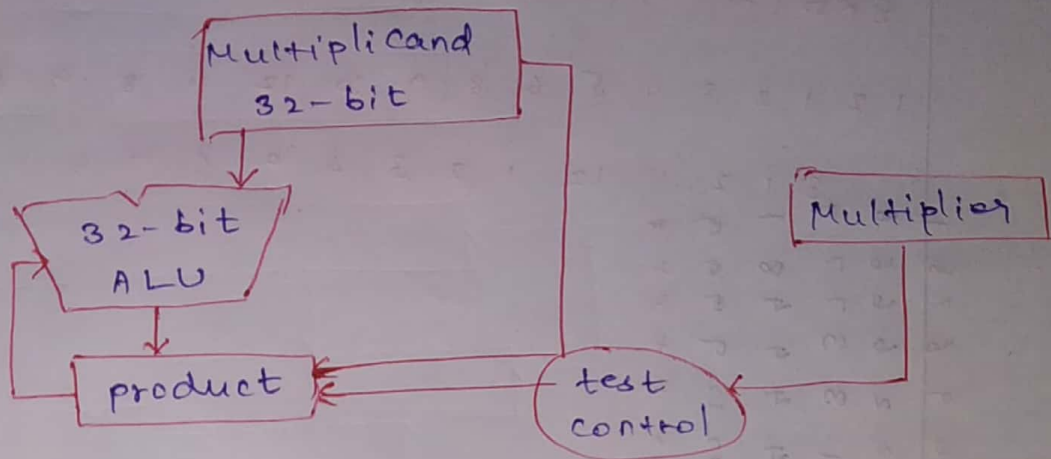 Multiplicand
32-bit
32-bit
ALU
Multiplier
product
test
control